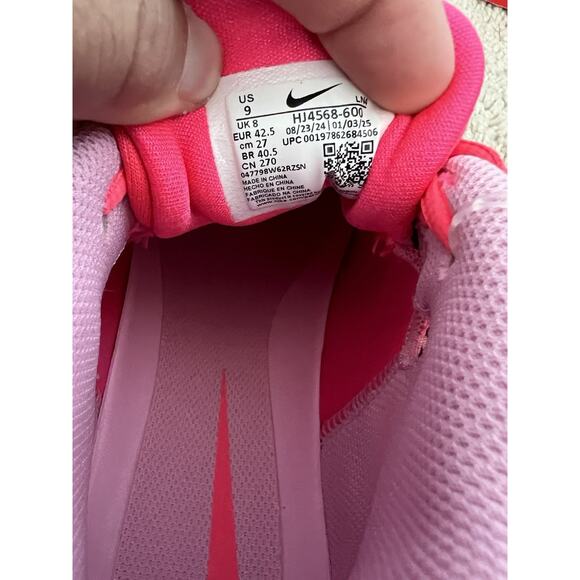 US
9
UK 8
EUR 42.5
cm 27
BR 40.5
CN 270
HJ4568-600
08/23/24 01/03/25
UPC 00197862684506
047798W62RZSN
MADE IN CHINA
HECHO EN CHINA
FABRIQUE EN CHINE
FABRICADO NA CHINA